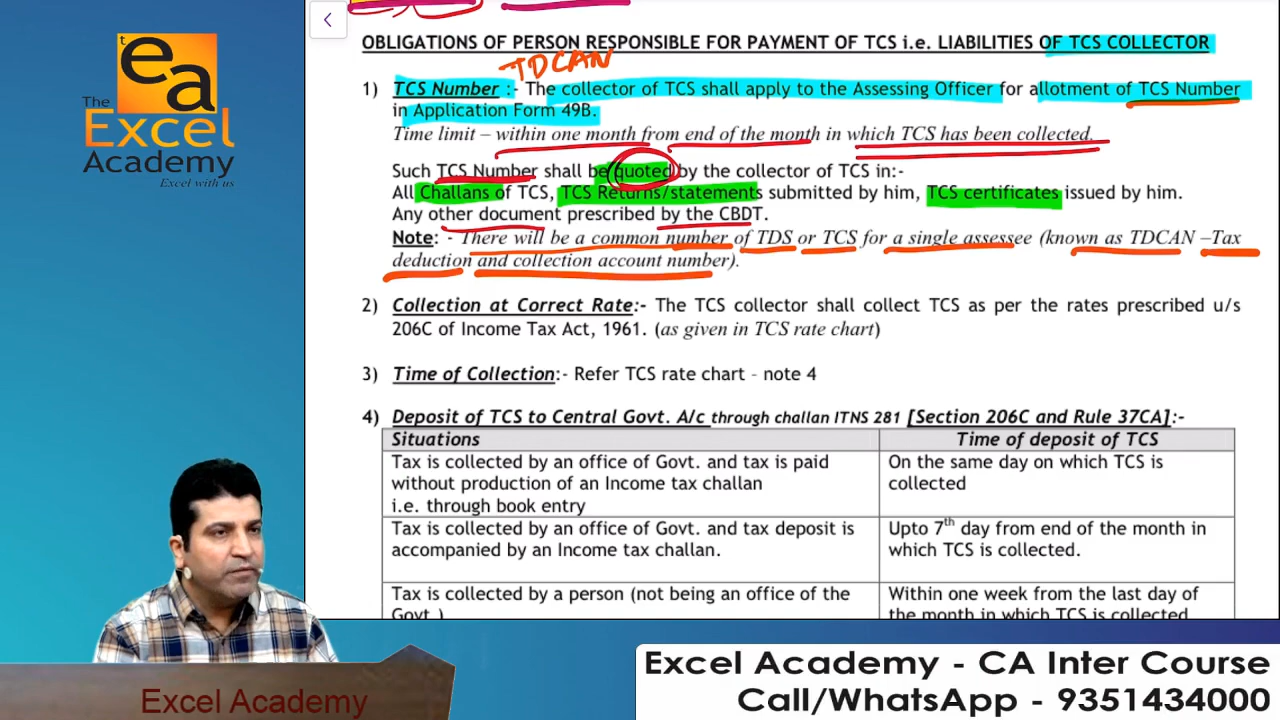 t
ea
The
Excel
Academy
Excel with us
OBLIGATIONS OF PERSON RESPONSIBLE FOR PAYMENT OF TCS i.e. LIABILITIES OF TCS COLLECTOR
TDCAN
1) TCS Number :- The collector of TCS shall apply to the Assessing Officer for allotment of TCS Number
in Application Form 49B.
Time limit – within one month from end of the month in which TCS has been collected.
Such TCS Number shall be quoted by the collector of TCS in:-
All Challans of TCS, TCS Returns/statements submitted by him, TCS certificates issued by him.
Any other document prescribed by the CBDT.
Note: - There will be a common number of TDS or TCS for a single assessee (known as TDCAN –Tax
deduction and collection account number).
2) Collection at Correct Rate:- The TCS collector shall collect TCS as per the rates prescribed u/s
206C of Income Tax Act, 1961. (as given in TCS rate chart)
3) Time of Collection:- Refer TCS rate chart – note 4
4) Deposit of TCS to Central Govt. A/c through challan ITNS 281 [Section 206C and Rule 37CA]:-
Situations Time of deposit of TCS
Tax is collected by an office of Govt. and tax is paid On the same day on which TCS is
without production of an Income tax challan collected
i.e. through book entry
Tax is collected by an office of Govt. and tax deposit is Upto 7th day from end of the month in
accompanied by an Income tax challan. which TCS is collected.
Tax is collected by a person (not being an office of the Within one week from the last day of
Govt.) the month in which TCS is collected
Excel Academy
Excel Academy - CA Inter Course
Call/WhatsApp - 9351434000